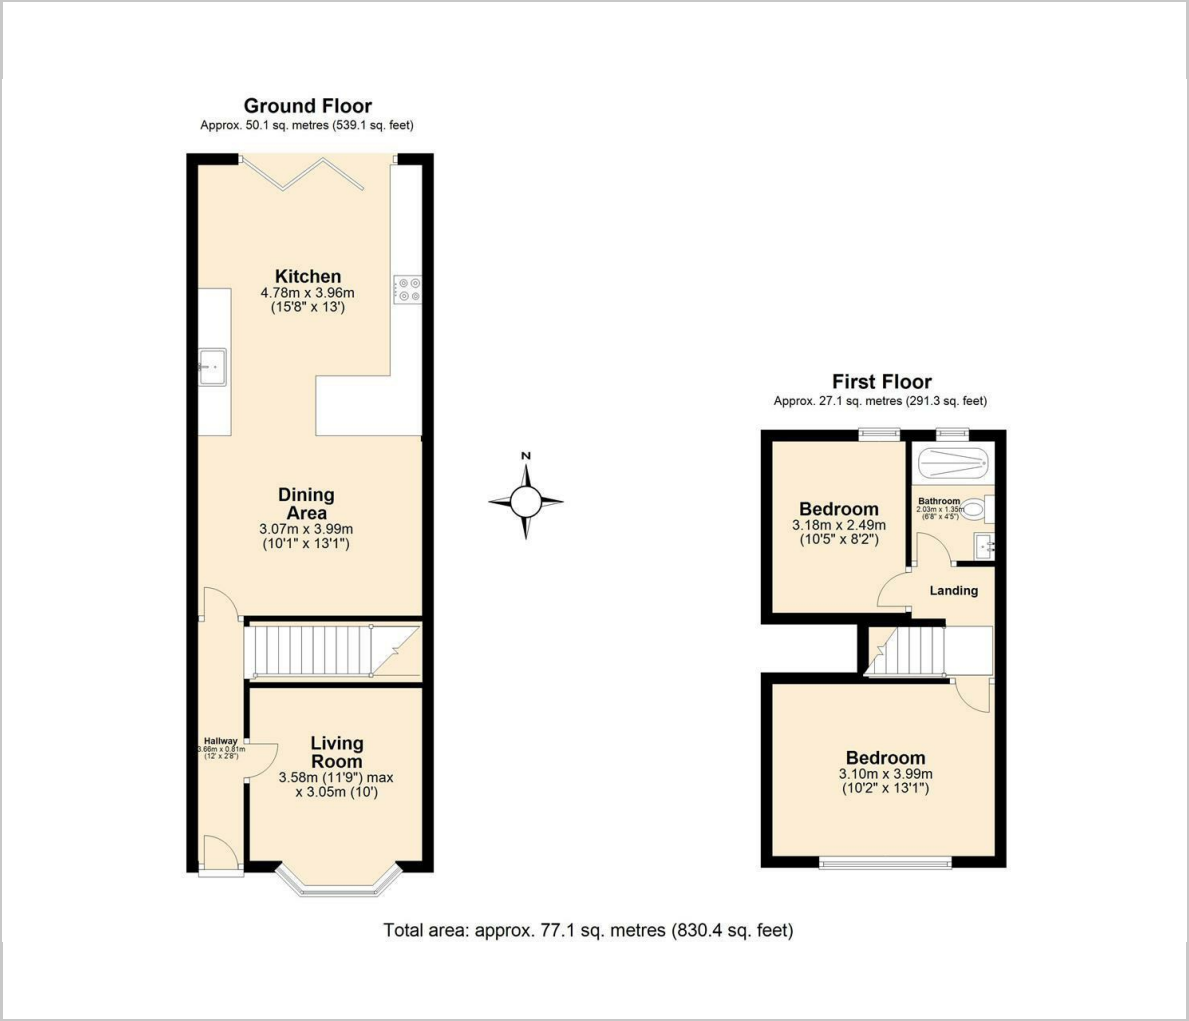 Ground Floor
Approx. 50.1 sq. metres (539.1 sq. feet)
Kitchen
4.78m x 3.96m
(15'8" x 13')
Dining
Area
3.07m x 3.99m
(10'1" x 13'1")
Hallway
3.66m x 0.81m
(12' x 2'8")
Living
Room
3.58m (11'9") max
x 3.05m (10')
N
First Floor
Approx. 27.1 sq. metres (291.3 sq. feet)
Bedroom
3.18m x 2.49m
(10'5" x 8'2")
Bathroom
2.03m x 1.35m
(6'8" x 4'5")
Landing
Bedroom
3.10m x 3.99m
(10'2" x 13'1")
Total area: approx. 77.1 sq. metres (830.4 sq. feet)